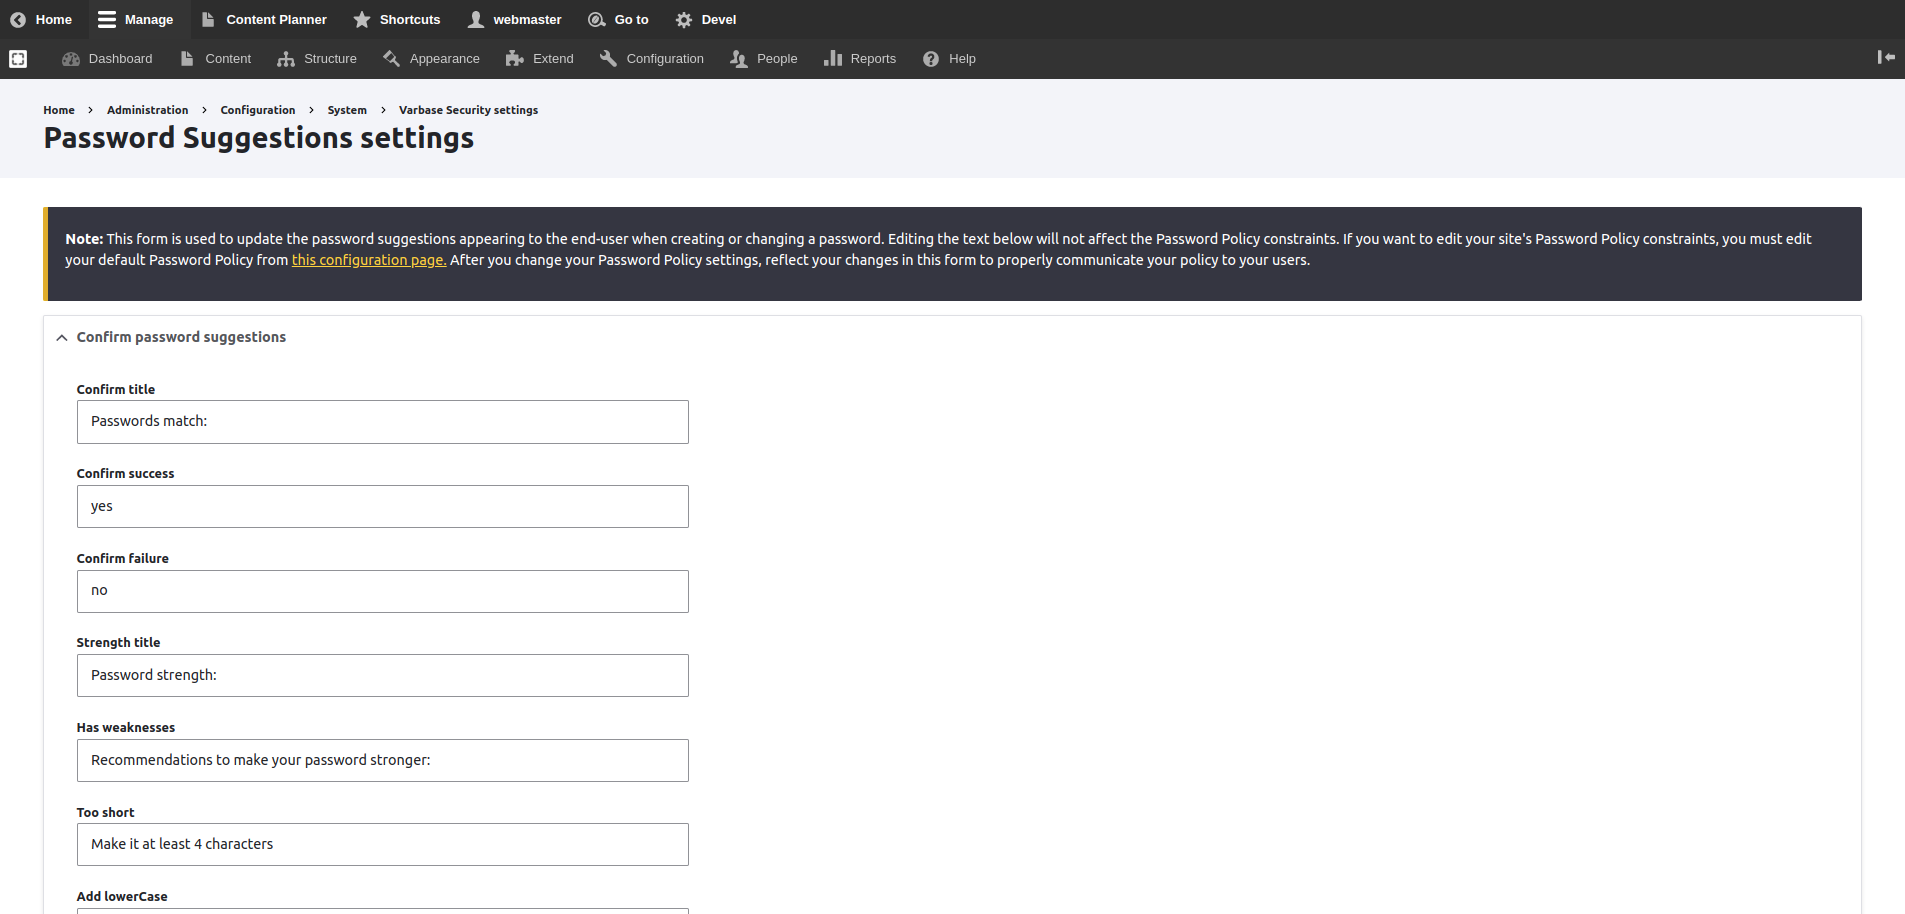 Home Manage Content Planner Shortcuts webmaster Go to Devel
Dashboard Content Structure Appearance Extend Configuration People Reports Help
Home > Administration > Configuration > System > Varbase Security settings
Password Suggestions settings
Note: This form is used to update the password suggestions appearing to the end-user when creating or changing a password. Editing the text below will not affect the Password Policy constraints. If you want to edit your site's Password Policy constraints, you must edit
your default Password Policy from this configuration page. After you change your Password Policy settings, reflect your changes in this form to properly communicate your policy to your users.
Confirm password suggestions
Confirm title
Passwords match:
Confirm success
yes
Confirm failure
no
Strength title
Password strength:
Has weaknesses
Recommendations to make your password stronger:
Too short
Make it at least 4 characters
Add lowerCase